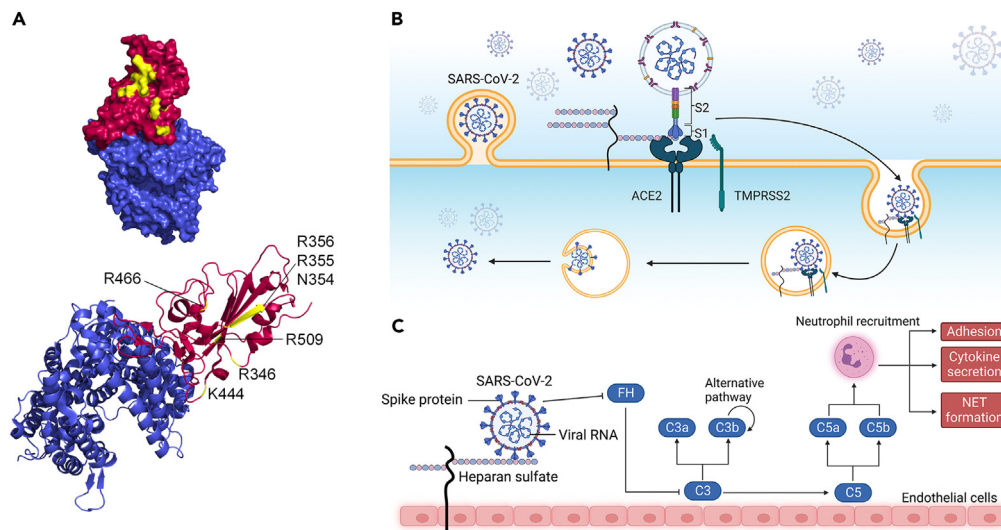 A
R356
R355
N354
R466
R509
R346
K444
B
SARS-CoV-2
S2
S1
ACE2
TMPRSS2
C
Neutrophil recruitment
Adhesion
Cytokine
secretion
NET
formation
SARS-CoV-2
Spike protein
Viral RNA
Heparan sulfate
FH
Alternative
pathway
C3a
C3b
C5a
C5b
C3
C5
Endothelial cells